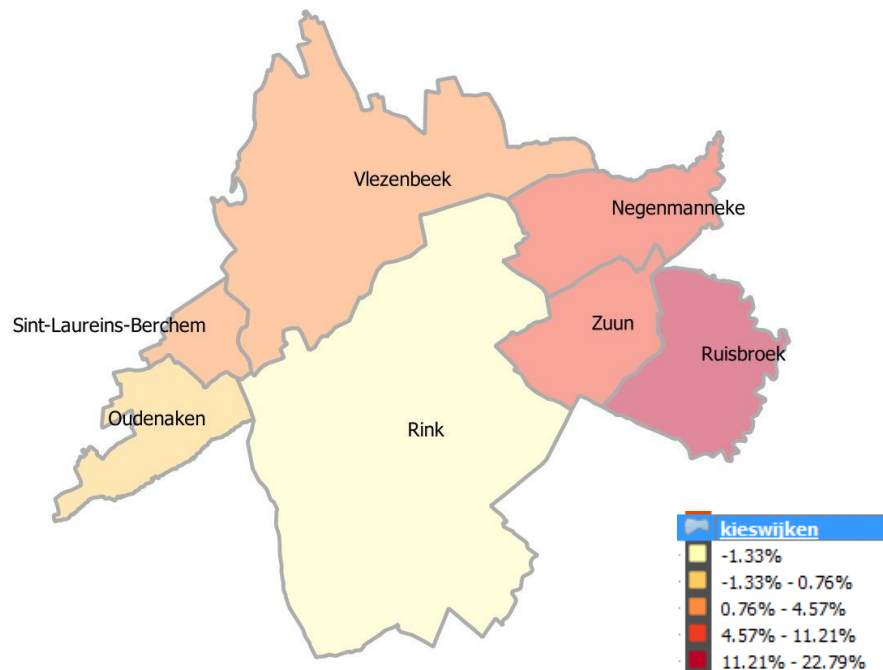 Vlezenbeek
Negenmanneke
Sint-Laureins-Berchem
Zuun
Ruisbroek
Oudenaken
Rink
kieswijken
-1.33%
-1.33% - 0.76%
0.76% - 4.57%
4.57% - 11.21%
11.21% - 22.79%